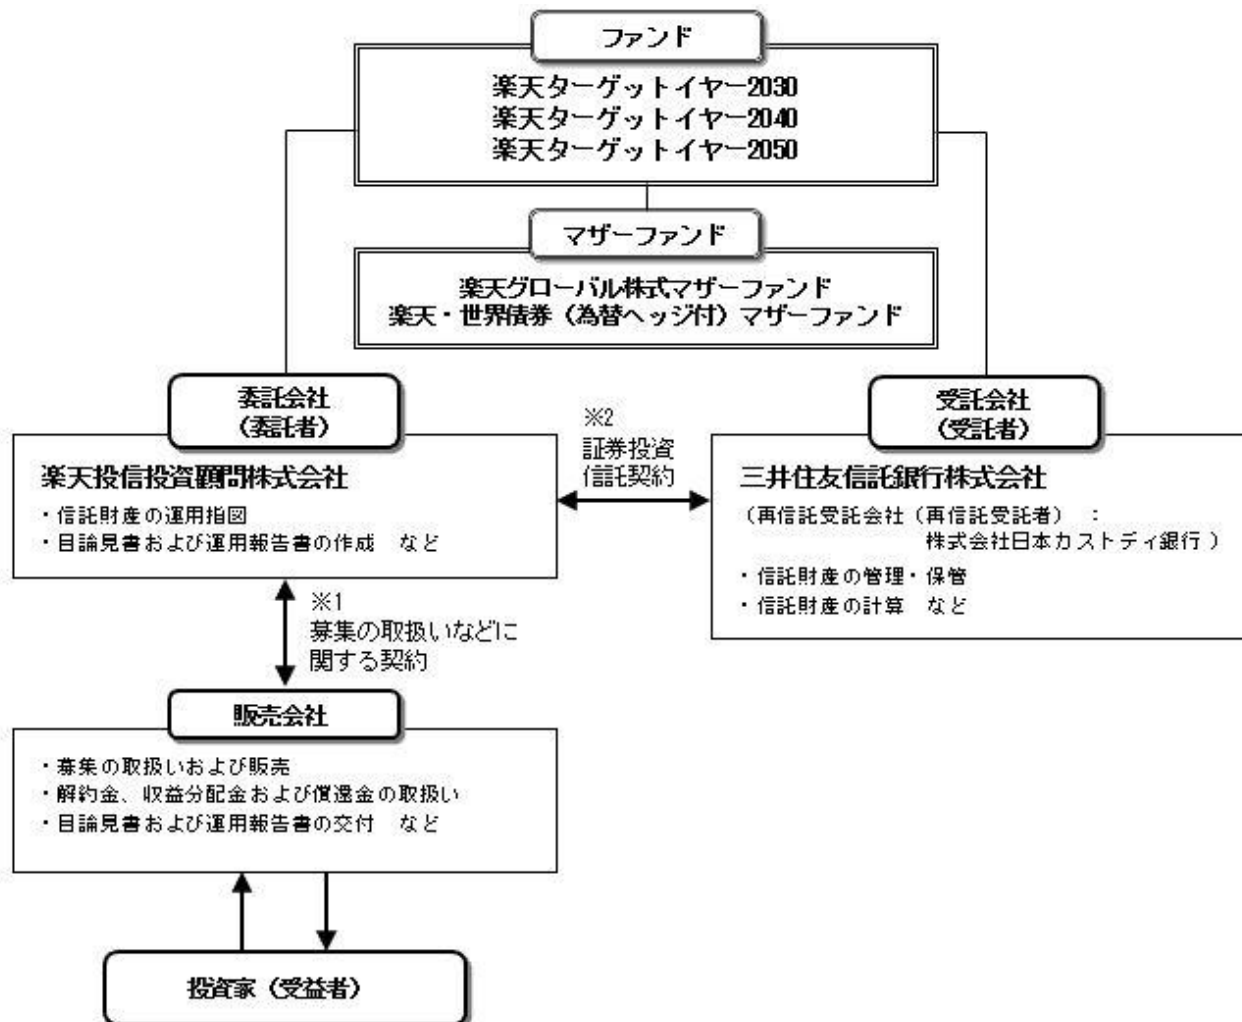 ファンド
楽天ターゲットイヤー2030
楽天ターゲットイヤー2040
楽天ターゲットイヤー2050
マザーファンド
楽天グローバル株式マザーファンド
楽天・世界債券（為替ヘッジ付）マザーファンド
委託会社
（委託者）
楽天投信投資顧問株式会社
・信託財産の運用指図
・目論見書および運用報告書の作成　など
※2
証券投資
信託契約
受託会社
（受託者）
三井住友信託銀行株式会社
（再信託受託会社（再信託受託者）　：
株式会社日本カストディ銀行 ）
・信託財産の管理・保管
・信託財産の計算　など
※1
募集の取扱いなどに
関する契約
販売会社
・募集の取扱いおよび販売
・解約金、収益分配金および償還金の取扱い
・目論見書および運用報告書の交付　など
投資家（受益者）